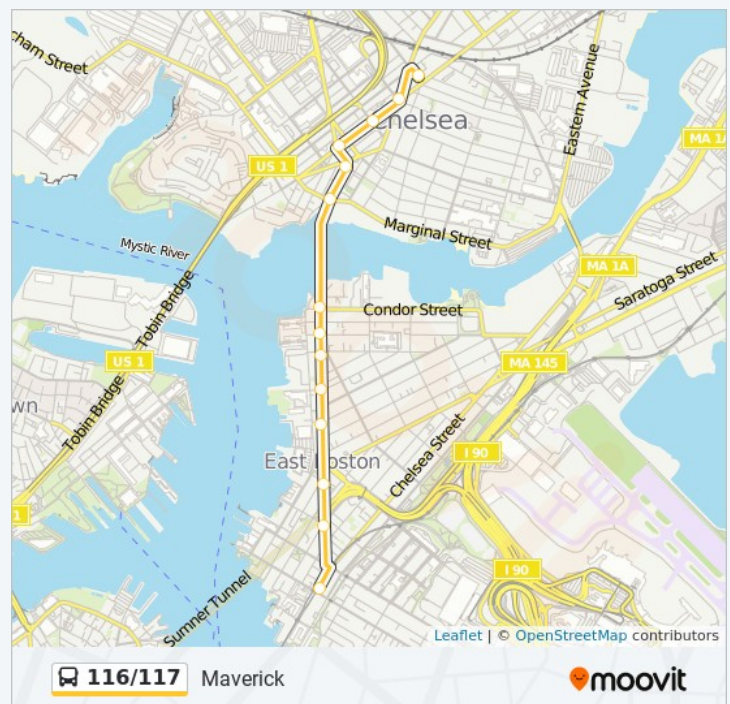 cham Street
Chelsea
Eastern Avenue
MA 1A
US 1
Marginal Street
Mystic River
MA 1A
Saratoga Street
Tobin Bridge
Condor Street
US 1
MA 145
wn
Tobin Bridge
Chelsea Street
I 90
East Boston
1
I 90
Sumner Tunnel
Leaflet | © OpenStreetMap contributors
116/117 Maverick
moovit